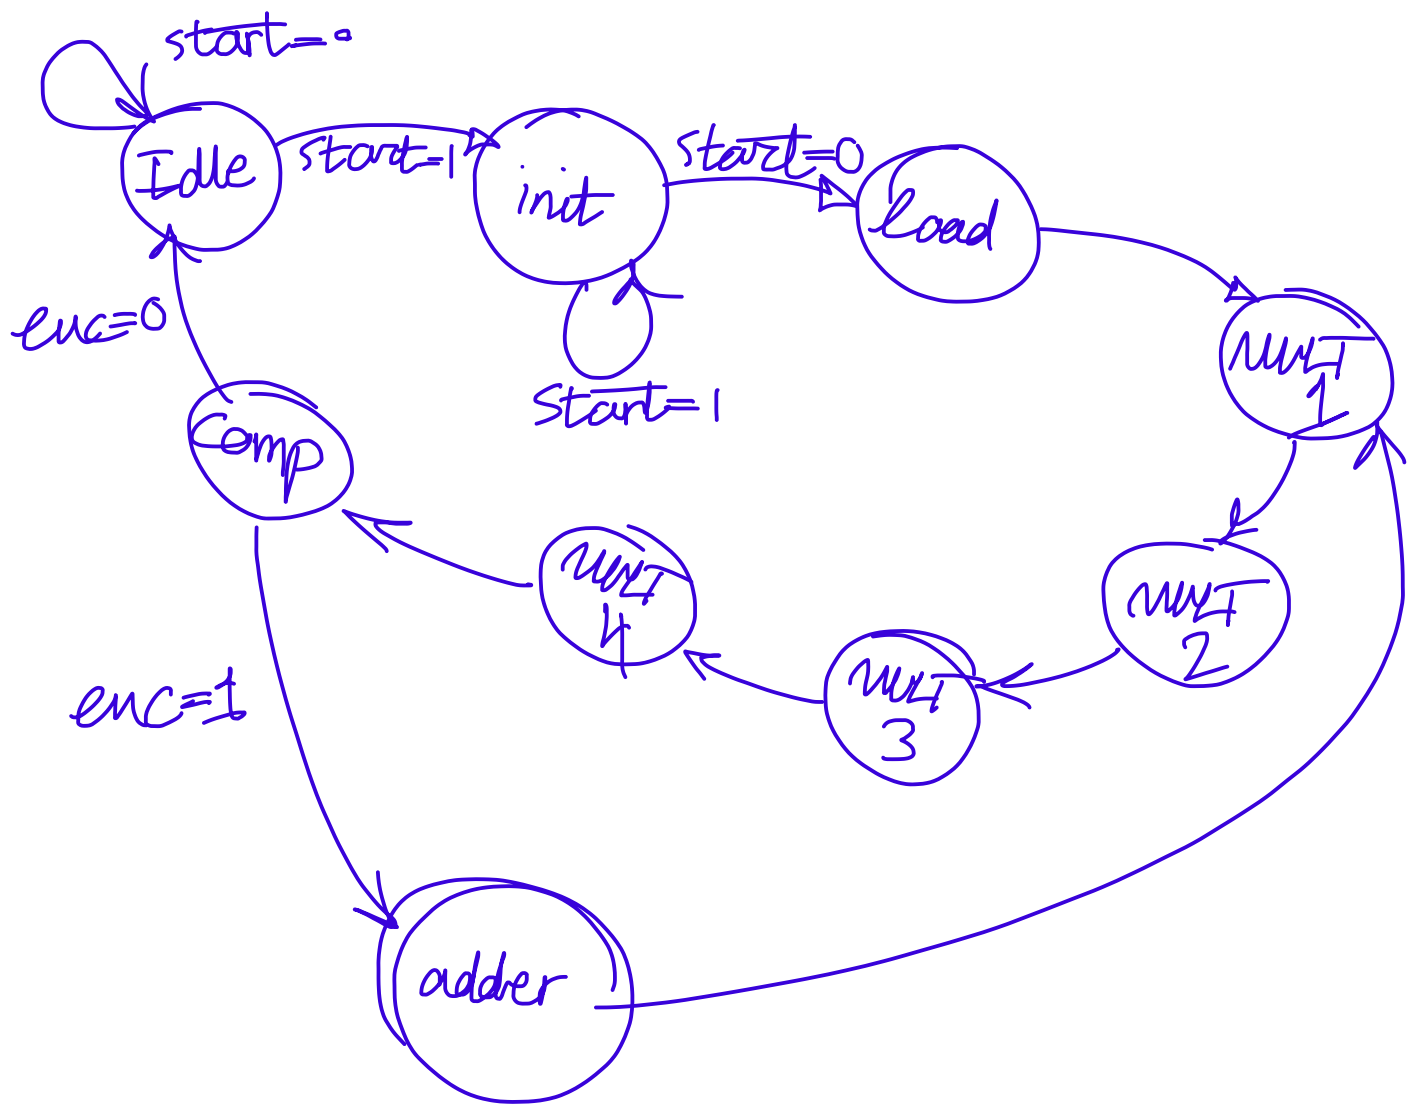 start=0
Idle
start=1
init
start=0
load
start=1
MULT
1
MULT
2
MULT
3
MULT
4
Comp
enc=0
enc=1
adder